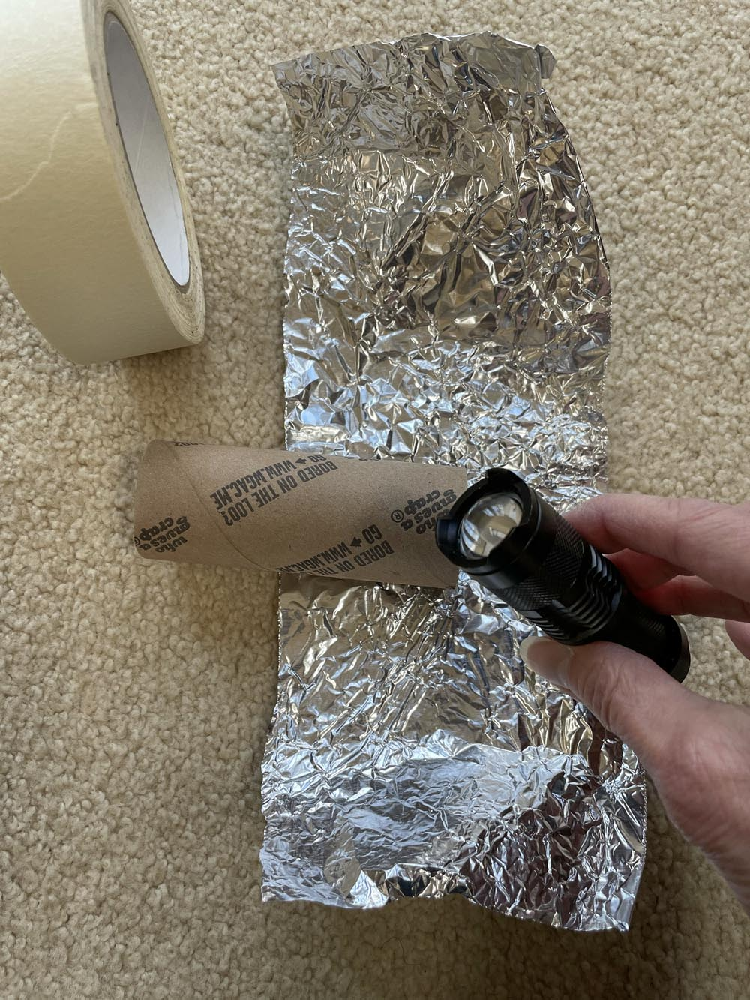 who
gives a
crap®
BORED ON THE LOO?
GO → WWW.WGAC.ME
who
gives a
crap®
BORED ON THE LOO?
GO → WWW.WGAC.ME